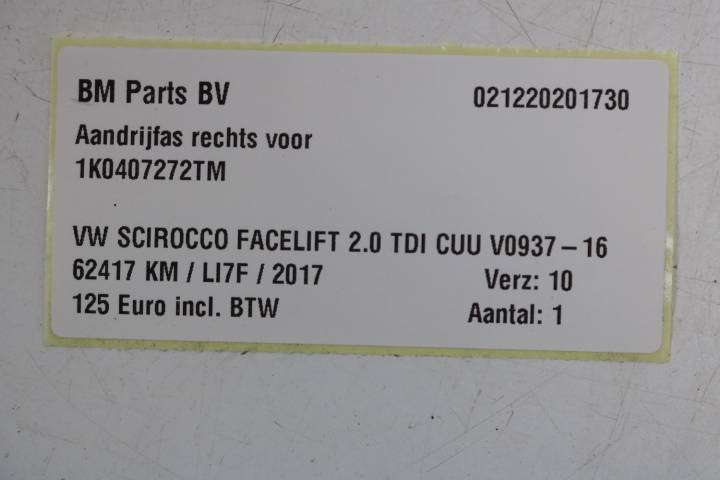 BM Parts BV 021220201730
Aandrijfas rechts voor
1K0407272TM
VW SCIROCCO FACELIFT 2.0 TDI CUU V0937-16
62417 KM / LI7F / 2017 Verz: 10
125 Euro incl. BTW Aantal: 1